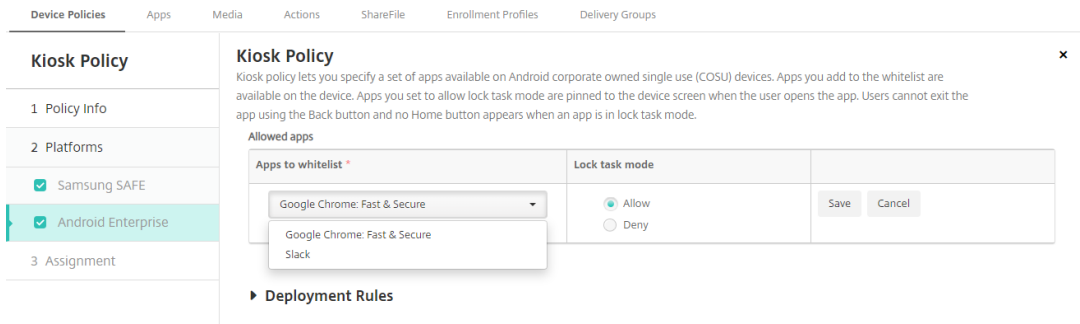 Device Policies Apps Media Actions ShareFile Enrollment Profiles Delivery Groups
Kiosk Policy
1 Policy Info
2 Platforms
Samsung SAFE
Android Enterprise
3 Assignment
Kiosk Policy
Kiosk policy lets you specify a set of apps available on Android corporate owned single use (COSU) devices. Apps you add to the whitelist are
available on the device. Apps you set to allow lock task mode are pinned to the device screen when the user opens the app. Users cannot exit the
app using the Back button and no Home button appears when an app is in lock task mode.
Allowed apps
Apps to whitelist * Lock task mode
Google Chrome: Fast & Secure Allow Save Cancel
Deny
Google Chrome: Fast & Secure
Slack
Deployment Rules